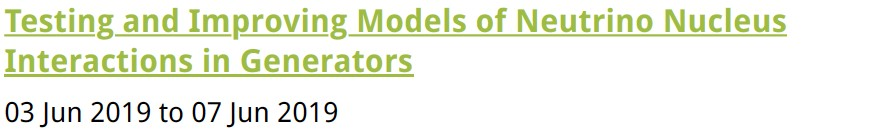 Testing and Improving Models of Neutrino Nucleus
Interactions in Generators
03 Jun 2019 to 07 Jun 2019